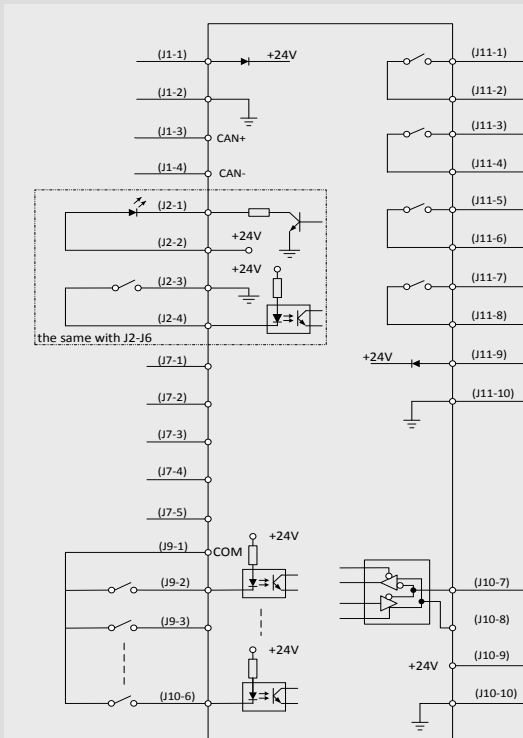 (J1-1)
+24V
(J1-2)
(J1-3)
CAN+
(J1-4)
CAN-
(J2-1)
(J2-2)
+24V
+24V
(J2-3)
(J2-4)
the same with J2-J6
(J7-1)
(J7-2)
(J7-3)
(J7-4)
(J7-5)
(J9-1)
COM
+24V
(J9-2)
(J9-3)
+24V
(J10-6)
(J11-1)
(J11-2)
(J11-3)
(J11-4)
(J11-5)
(J11-6)
(J11-7)
(J11-8)
+24V
(J11-9)
(J11-10)
(J10-7)
(J10-8)
+24V
(J10-9)
(J10-10)